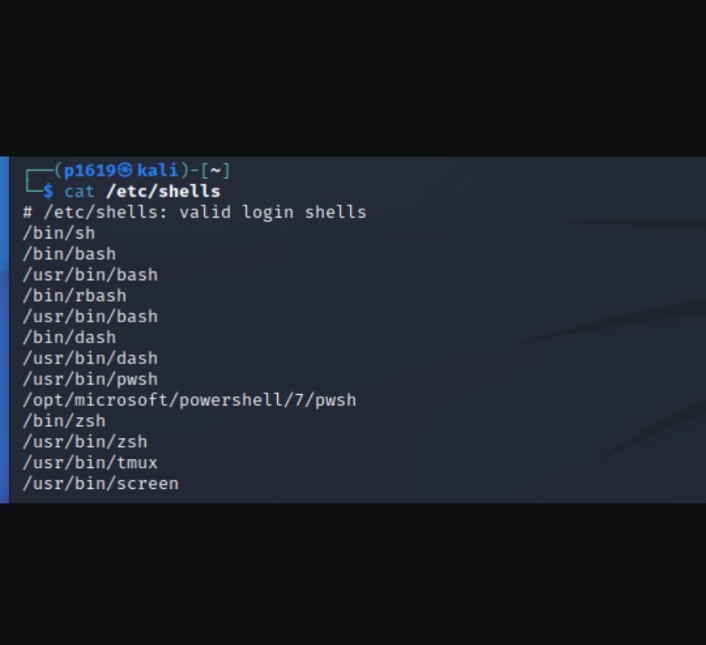 ┌──(p1619㉿kali)-[~]
└─$ cat /etc/shells
# /etc/shells: valid login shells
/bin/sh
/bin/bash
/usr/bin/bash
/bin/rbash
/usr/bin/bash
/bin/dash
/usr/bin/dash
/usr/bin/pwsh
/opt/microsoft/powershell/7/pwsh
/bin/zsh
/usr/bin/zsh
/usr/bin/tmux
/usr/bin/screen